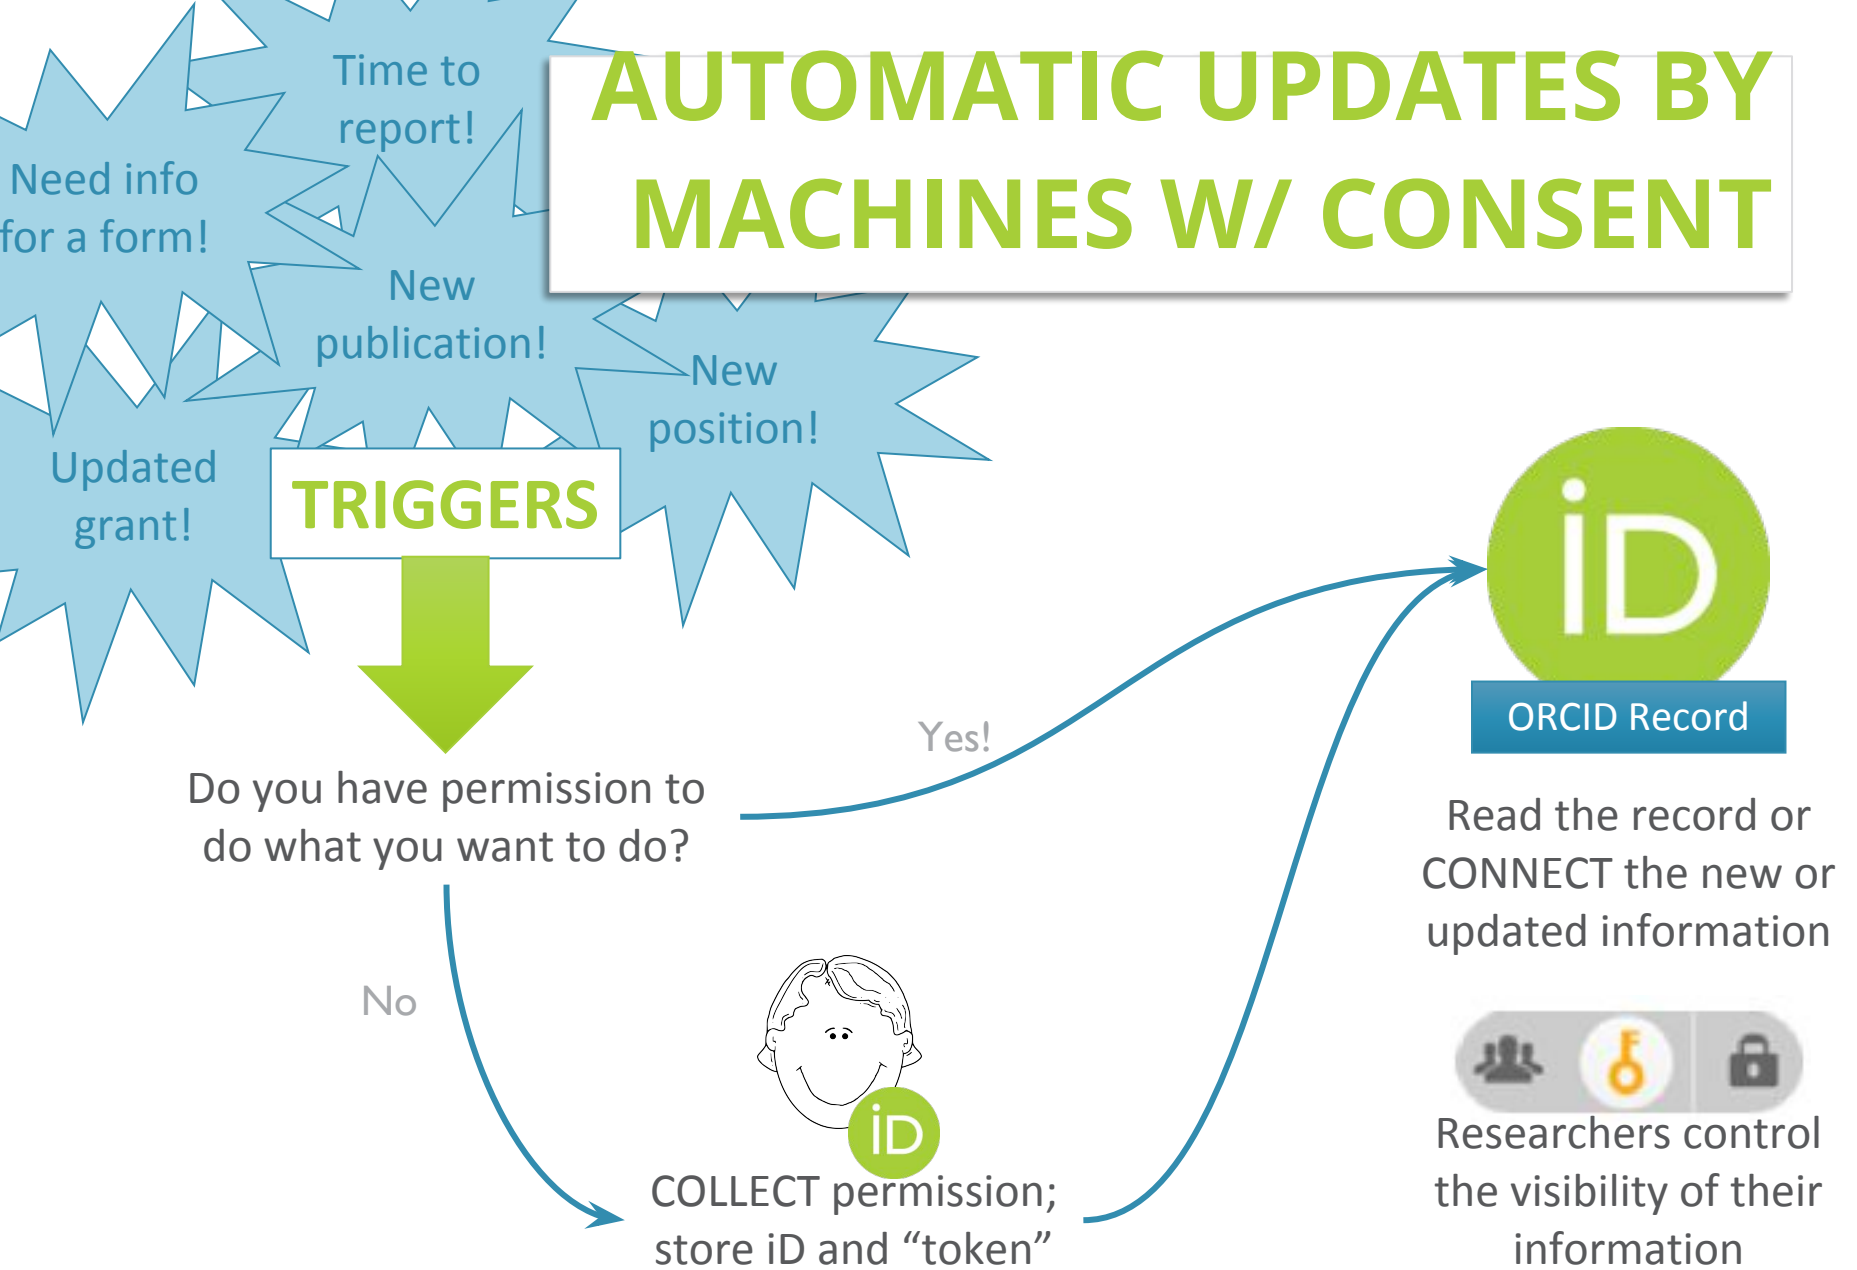 AUTOMATIC UPDATES BY
MACHINES W/ CONSENT
Time to
report!
Need info
for a form!
New
publication!
New
position!
Updated
grant!
TRIGGERS
Do you have permission to
do what you want to do?
Yes!
No
iD
COLLECT permission;
store iD and “token”
iD
ORCID Record
Read the record or
CONNECT the new or
updated information
Researchers control
the visibility of their
information